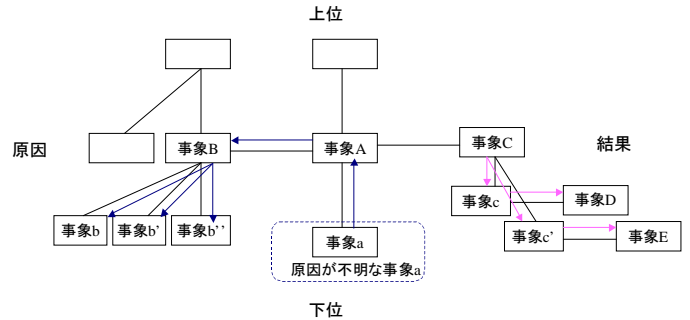 上位
原因
事象B
事象A
事象C
結果
事象c
事象D
事象b
事象b'
事象b''
事象a
事象c'
事象E
原因が不明な事象a
下位